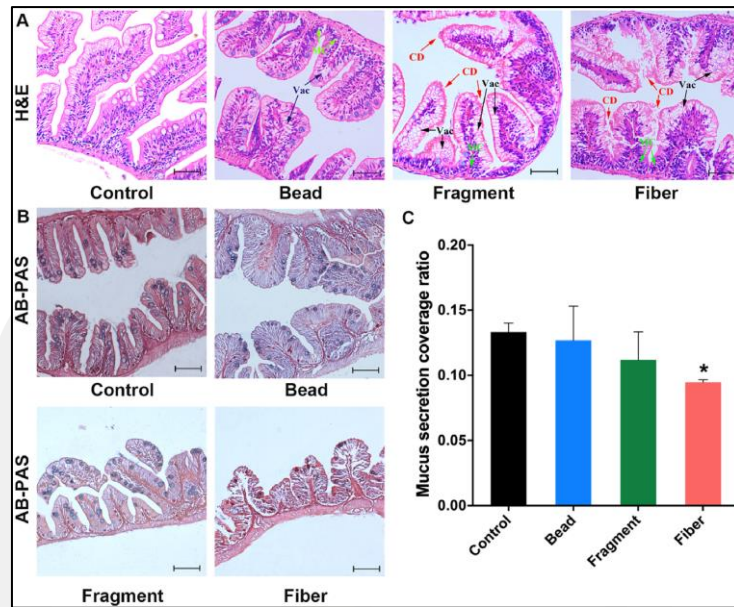 A
H&E
Vac
CD
Vac
Vac
CD
CD
Vac
CD
Control
Bead
Fragment
Fiber
B
AB-PAS
Control
Bead
AB-PAS
Fragment
Fiber
C
Mucus secretion coverage ratio
0.20
0.15
0.10
0.05
0.00
*
Control
Bead
Fragment
Fiber